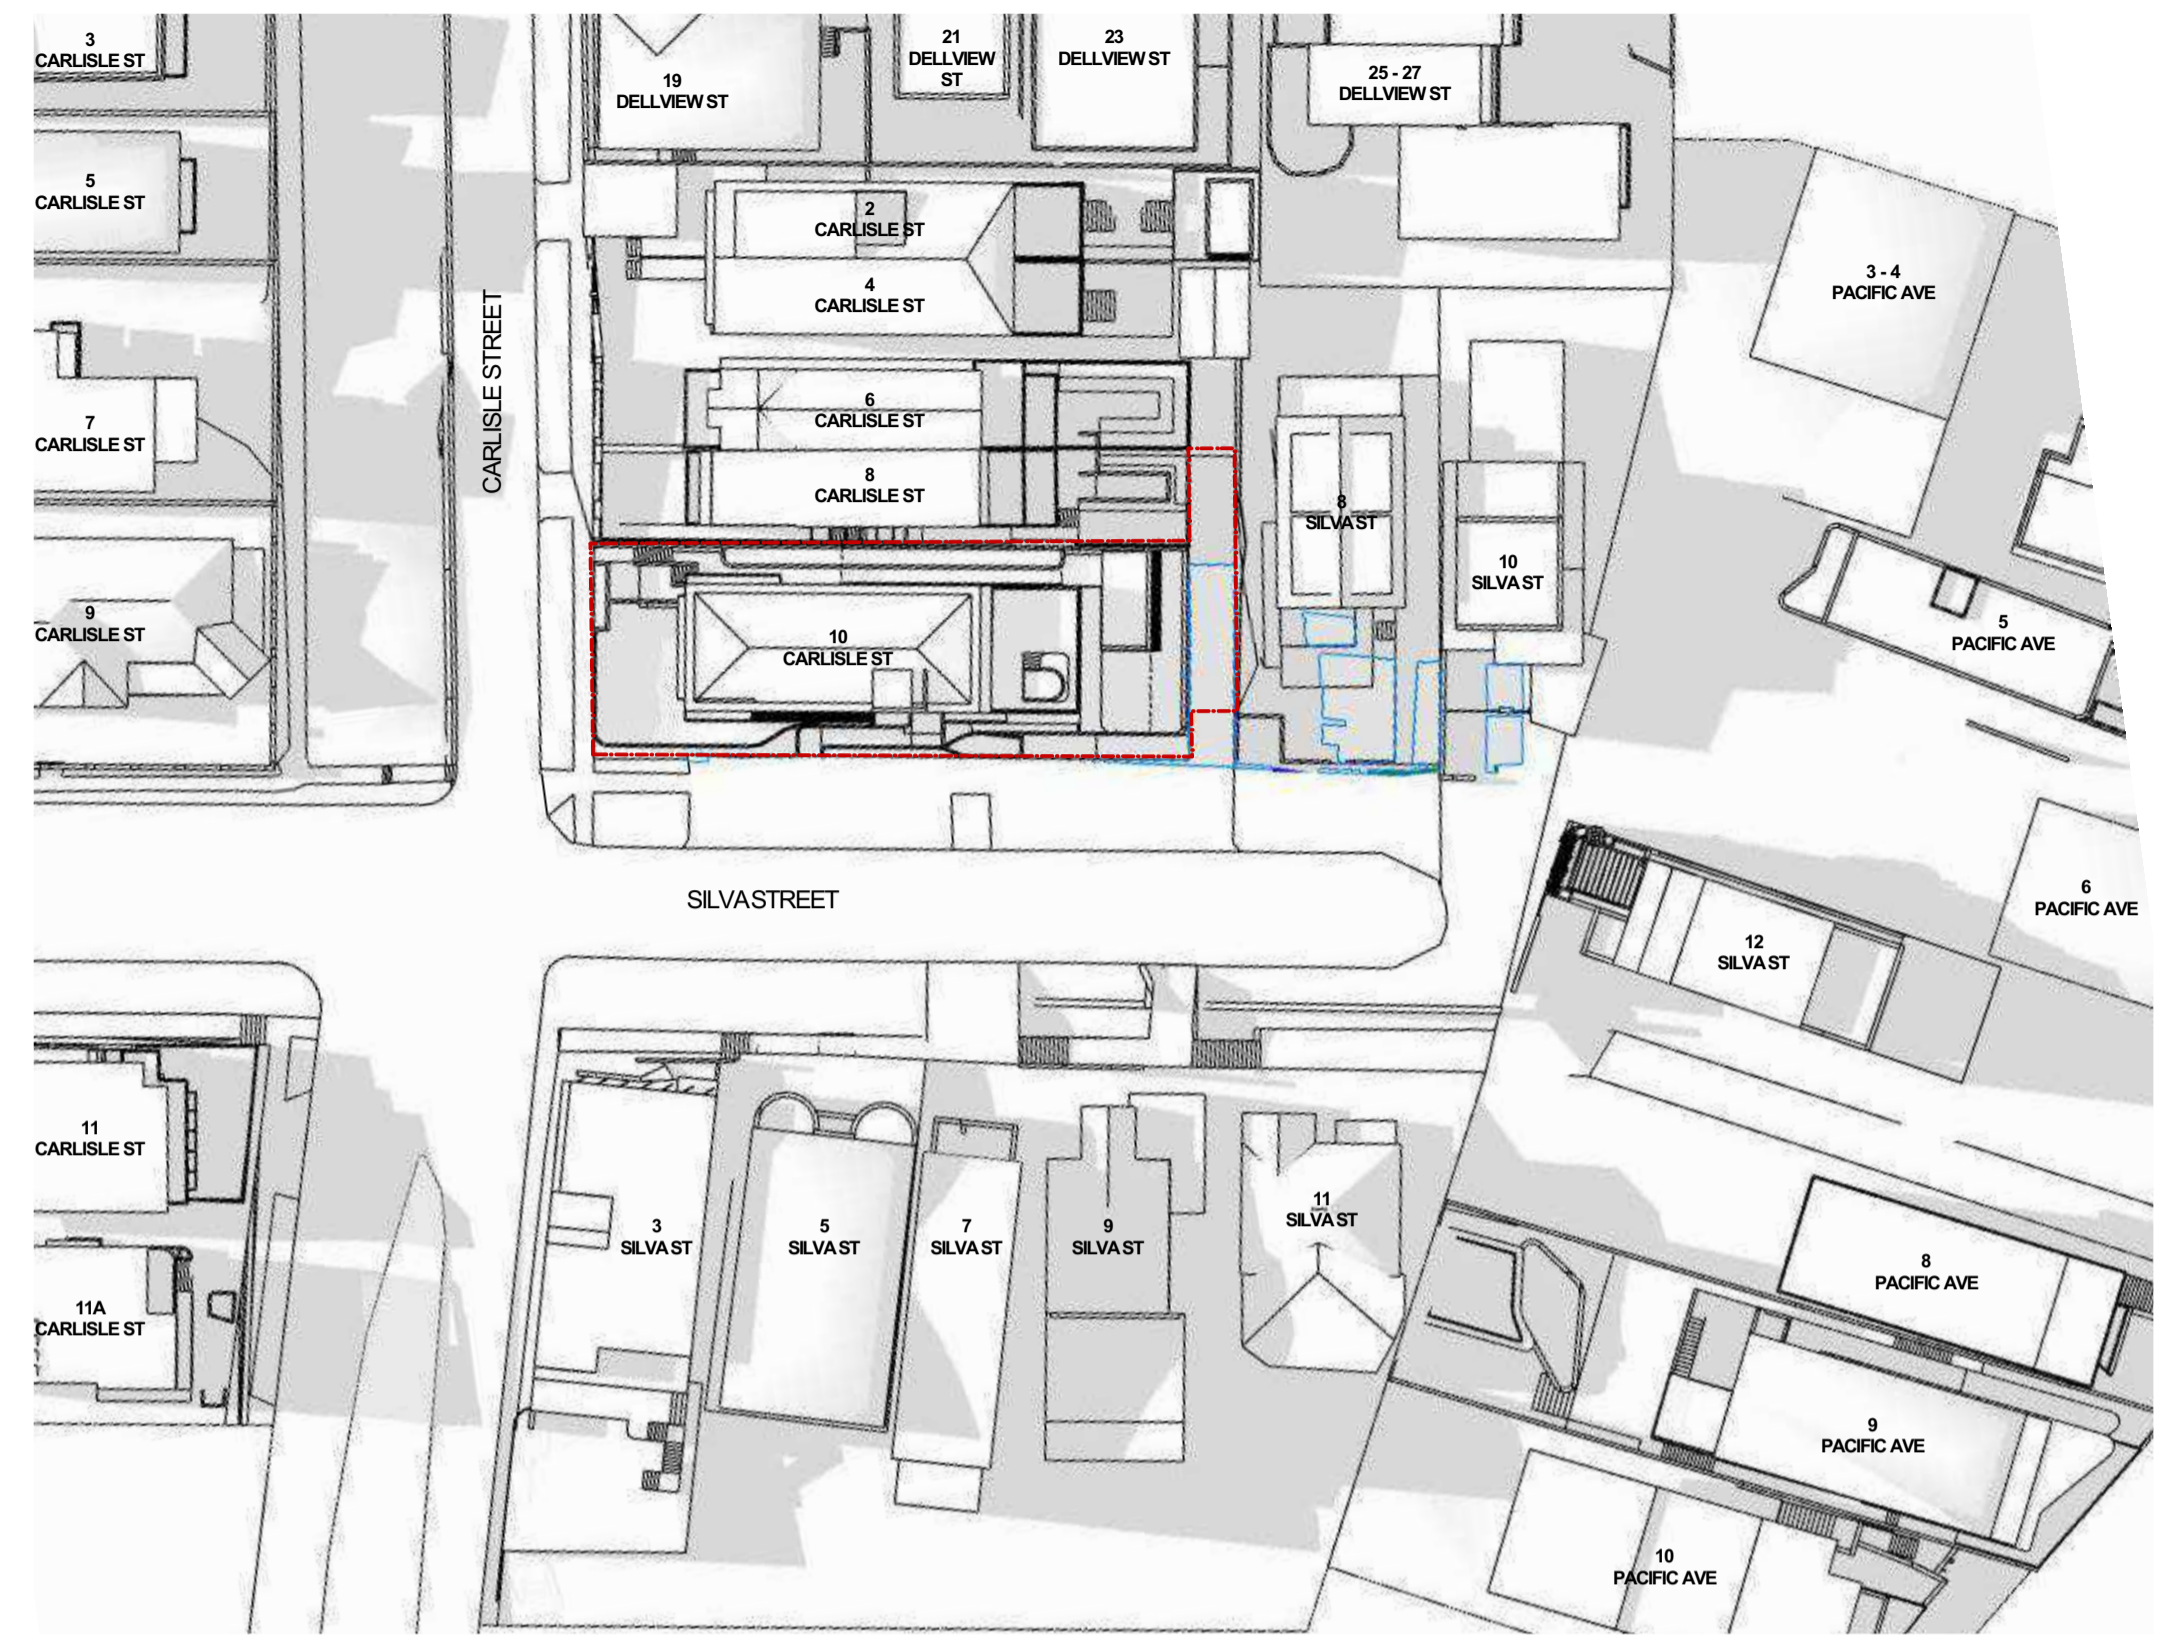 3
CARLISLE ST
19
DELLVIEW ST
21
DELLVIEW
ST
23
DELLVIEW ST
25 - 27
DELLVIEW ST
5
CARLISLE ST
2
CARLISLE ST
4
CARLISLE ST
3 - 4
PACIFIC AVE
CARLISLE STREET
7
CARLISLE ST
6
CARLISLE ST
8
CARLISLE ST
8
SILVA ST
10
SILVA ST
9
CARLISLE ST
10
CARLISLE ST
5
PACIFIC AVE
SILVA STREET
6
PACIFIC AVE
12
SILVA ST
11
CARLISLE ST
3
SILVA ST
5
SILVA ST
7
SILVA ST
9
SILVA ST
11
SILVA ST
8
PACIFIC AVE
11A
CARLISLE ST
9
PACIFIC AVE
10
PACIFIC AVE